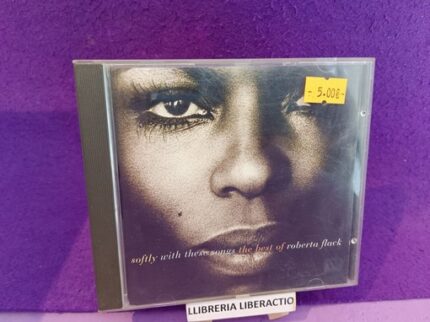 - 5.00€-
softly with these songs the best of roberta flack
LLIBRERIA LIBERACTIO